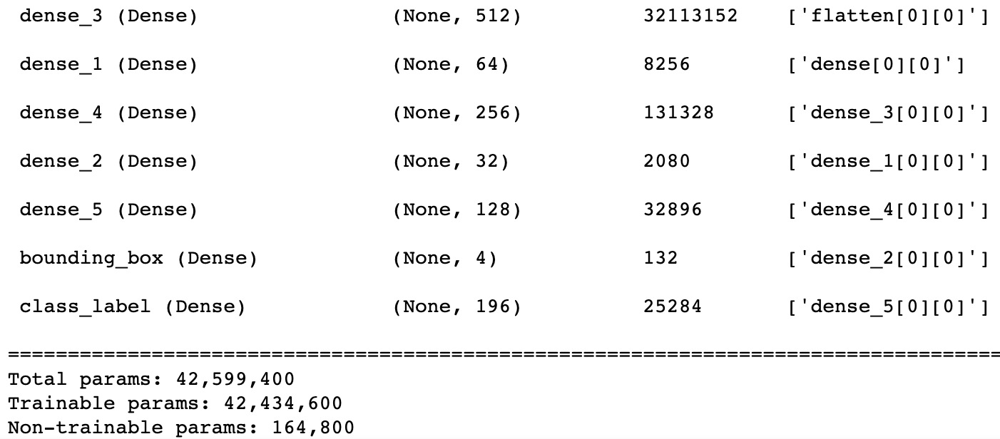 dense_3 (Dense) (None, 512) 32113152 ['flatten[0][0]']
dense_1 (Dense) (None, 64) 8256 ['dense[0][0]']
dense_4 (Dense) (None, 256) 131328 ['dense_3[0][0]']
dense_2 (Dense) (None, 32) 2080 ['dense_1[0][0]']
dense_5 (Dense) (None, 128) 32896 ['dense_4[0][0]']
bounding_box (Dense) (None, 4) 132 ['dense_2[0][0]']
class_label (Dense) (None, 196) 25284 ['dense_5[0][0]']
==================================================================================
Total params: 42,599,400
Trainable params: 42,434,600
Non-trainable params: 164,800